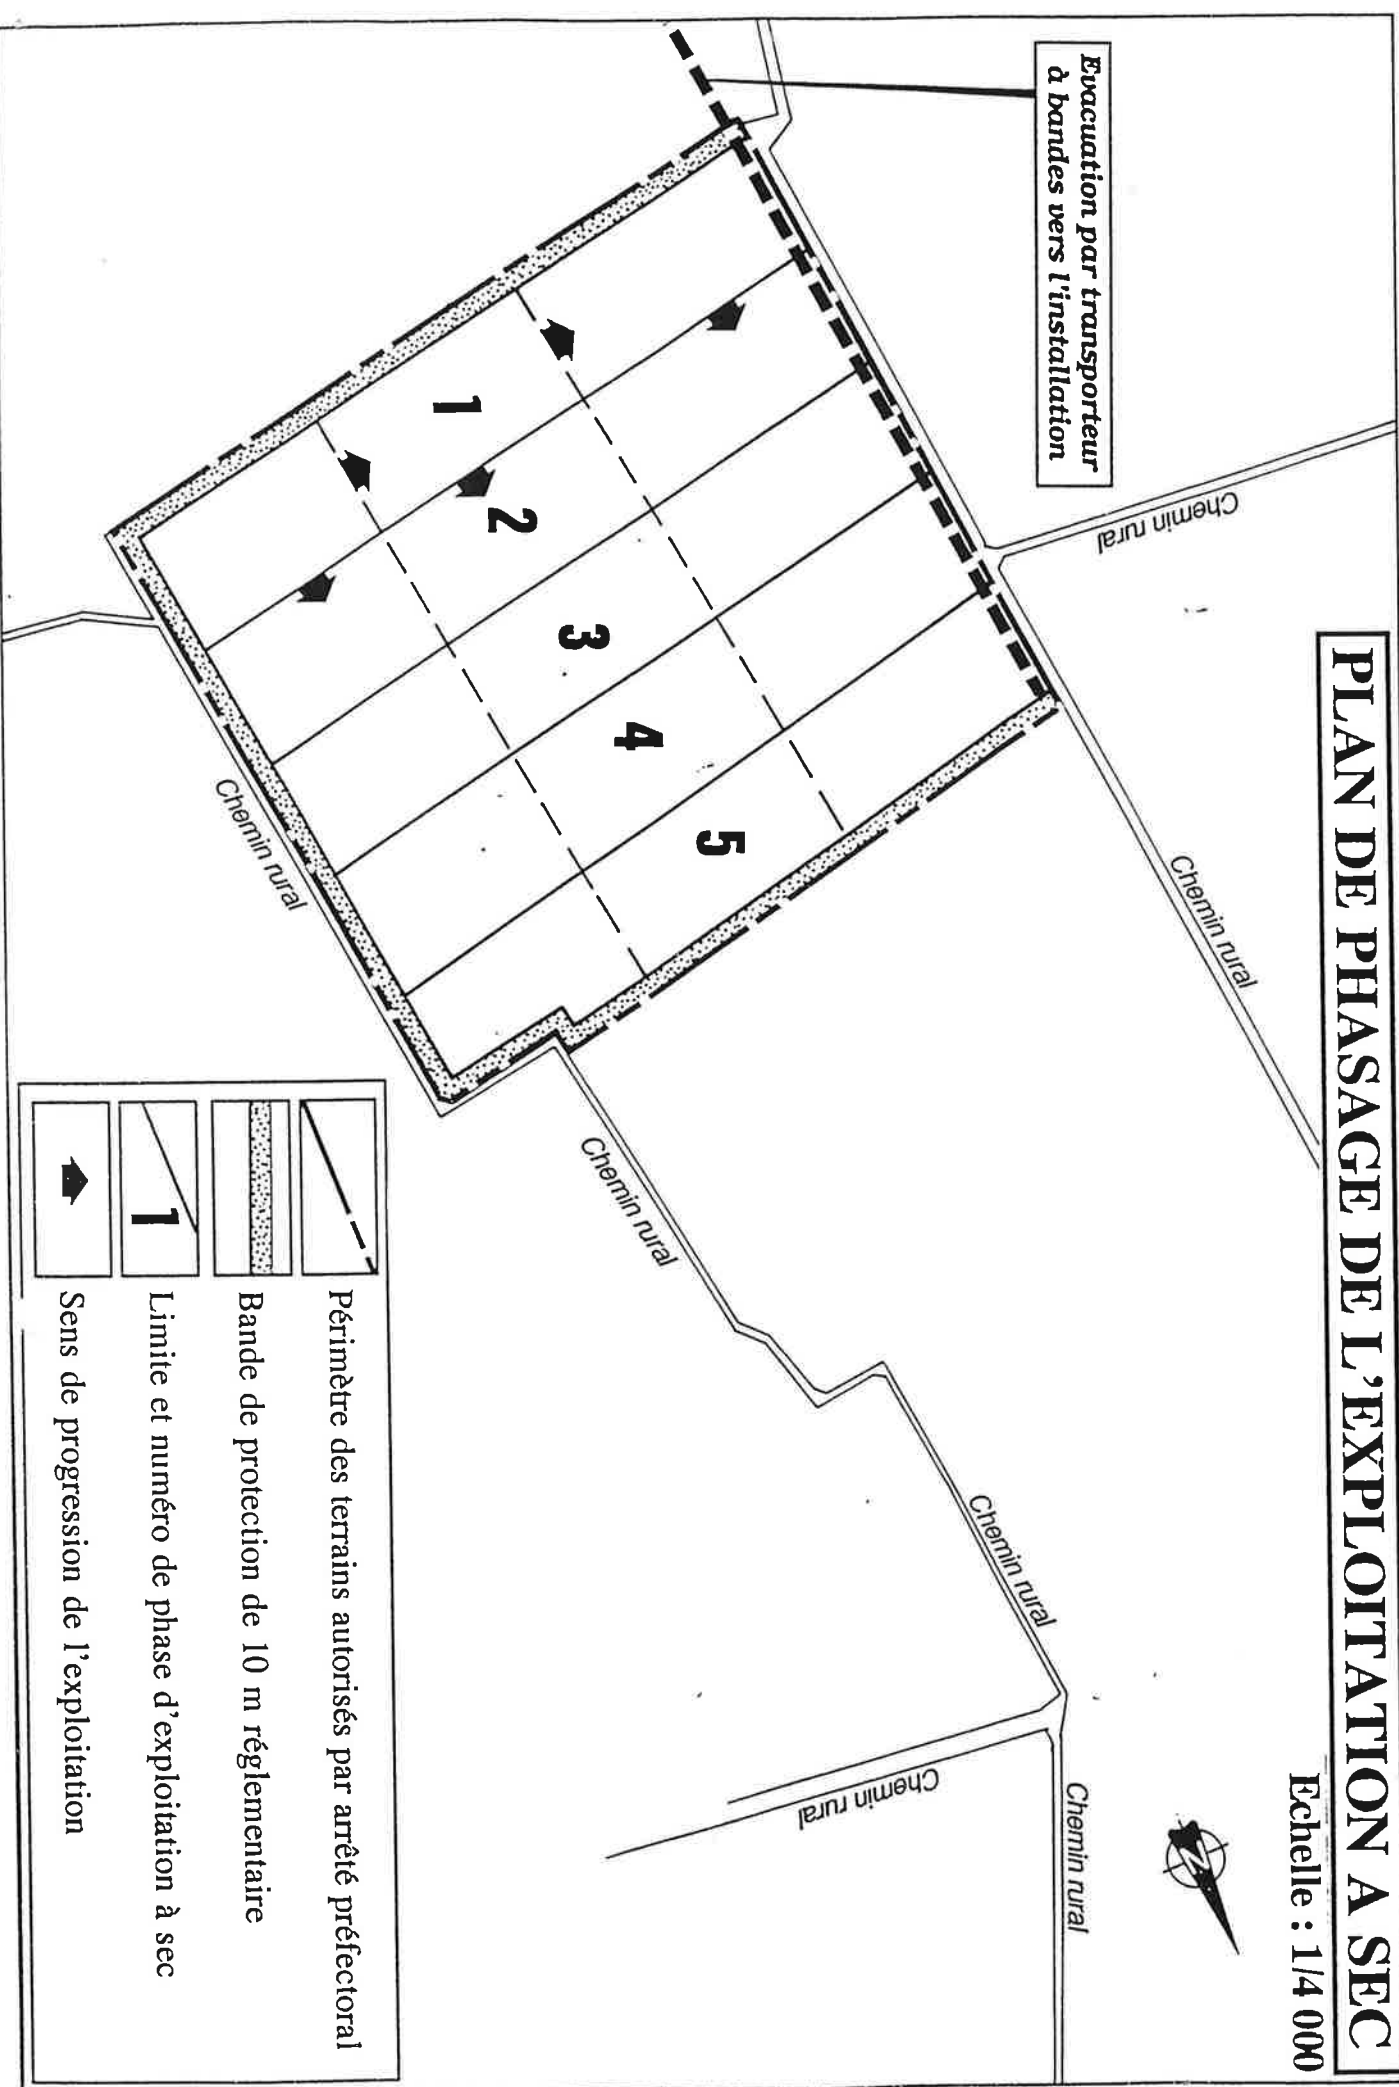 PLAN DE PHASAGE DE L'EXPLOITATION A SEC
Echelle : 1/4 000
Evacuation par transporteur
à bandes vers l'installation
Chemin rural
Chemin rural
Chemin rural
Chemin rural
Chemin rural
Chemin rural
Chemin rural
N
1
2
3
4
5
Périmètre des terrains autorisés par arrêté préfectoral
Bande de protection de 10 m réglementaire
1
Limite et numéro de phase d'exploitation à sec
Sens de progression de l'exploitation